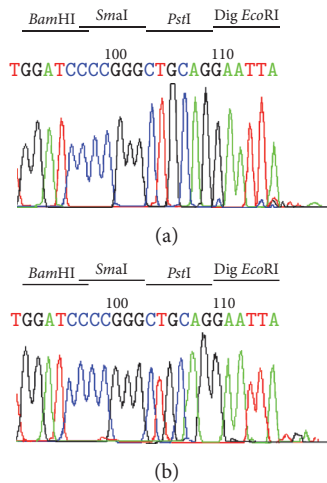 BamHI SmaI PstI Dig EcoRI
100 110
TGGATCCCCGGGCTGCAGGAATTA
(a)
BamHI SmaI PstI Dig EcoRI
100 110
TGGATCCCCGGGCTGCAGGAATTA
(b)